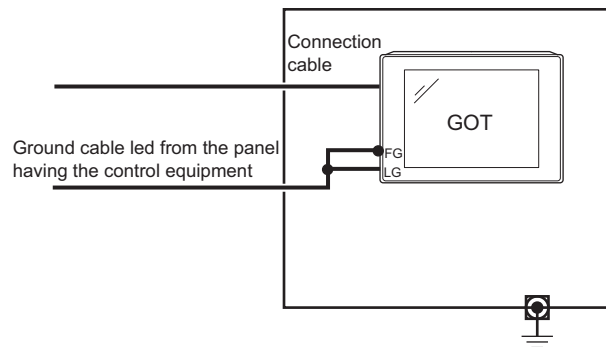 Connection
cable
GOT
Ground cable led from the panel
having the control equipment
FG
LG